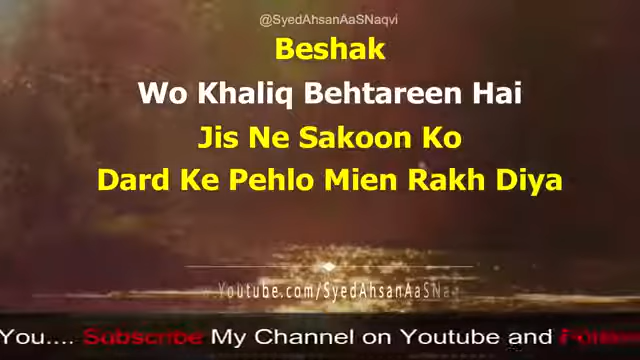 @SyedAhsanAaSNaqvi
Beshak
Wo Khaliq Behtareen Hai
Jis Ne Sakoon Ko
Dard Ke Pehlo Mien Rakh Diya
Youtube.com/SyedAhsanAaSNaq
You.... Subscribe My Channel on Youtube and